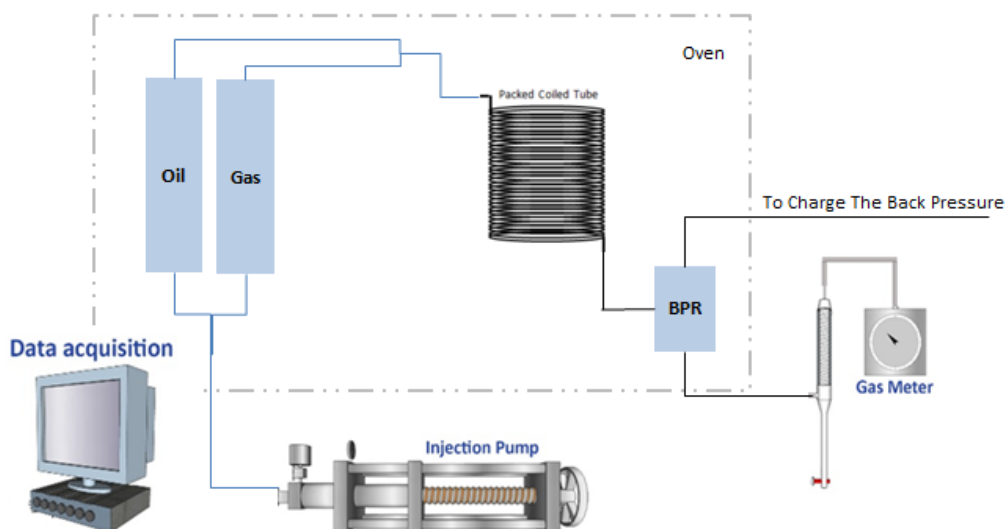 Oven
Packed Coiled Tube
Oil
Gas
To Charge The Back Pressure
BPR
Data acquisition
Gas Meter
Injection Pump